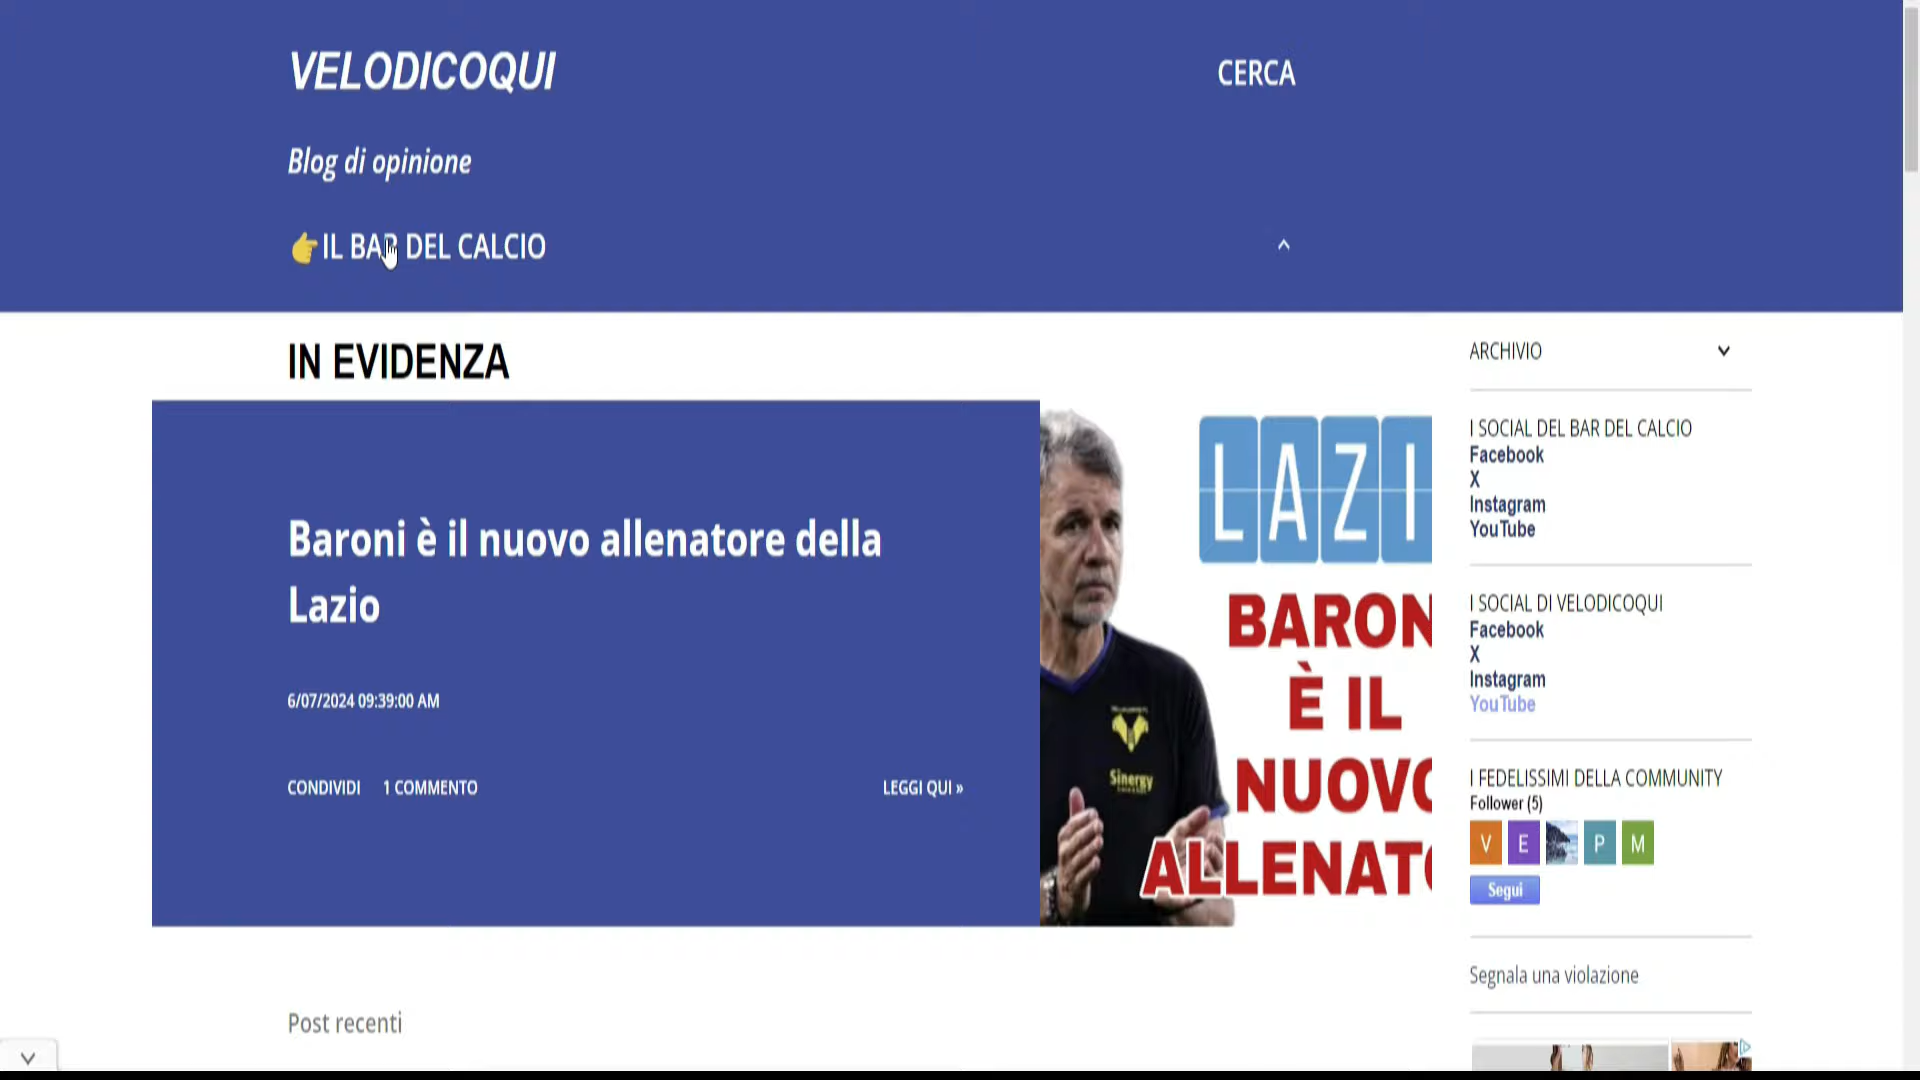 VELODICOQUI
CERCA
Blog di opinione
👉IL BAR DEL CALCIO
IN EVIDENZA
Baroni è il nuovo allenatore della
Lazio
6/07/2024 09:39:00 AM
CONDIVIDI 1 COMMENTO LEGGI QUI »
LAZI
BARON
È IL
NUOVO
ALLENATO
Sinergy
ARCHIVIO
I SOCIAL DEL BAR DEL CALCIO
Facebook
X
Instagram
YouTube
I SOCIAL DI VELODICOQUI
Facebook
X
Instagram
YouTube
I FEDELISSIMI DELLA COMMUNITY
Follower (5)
V E P M
Segui
Segnala una violazione
Post recenti